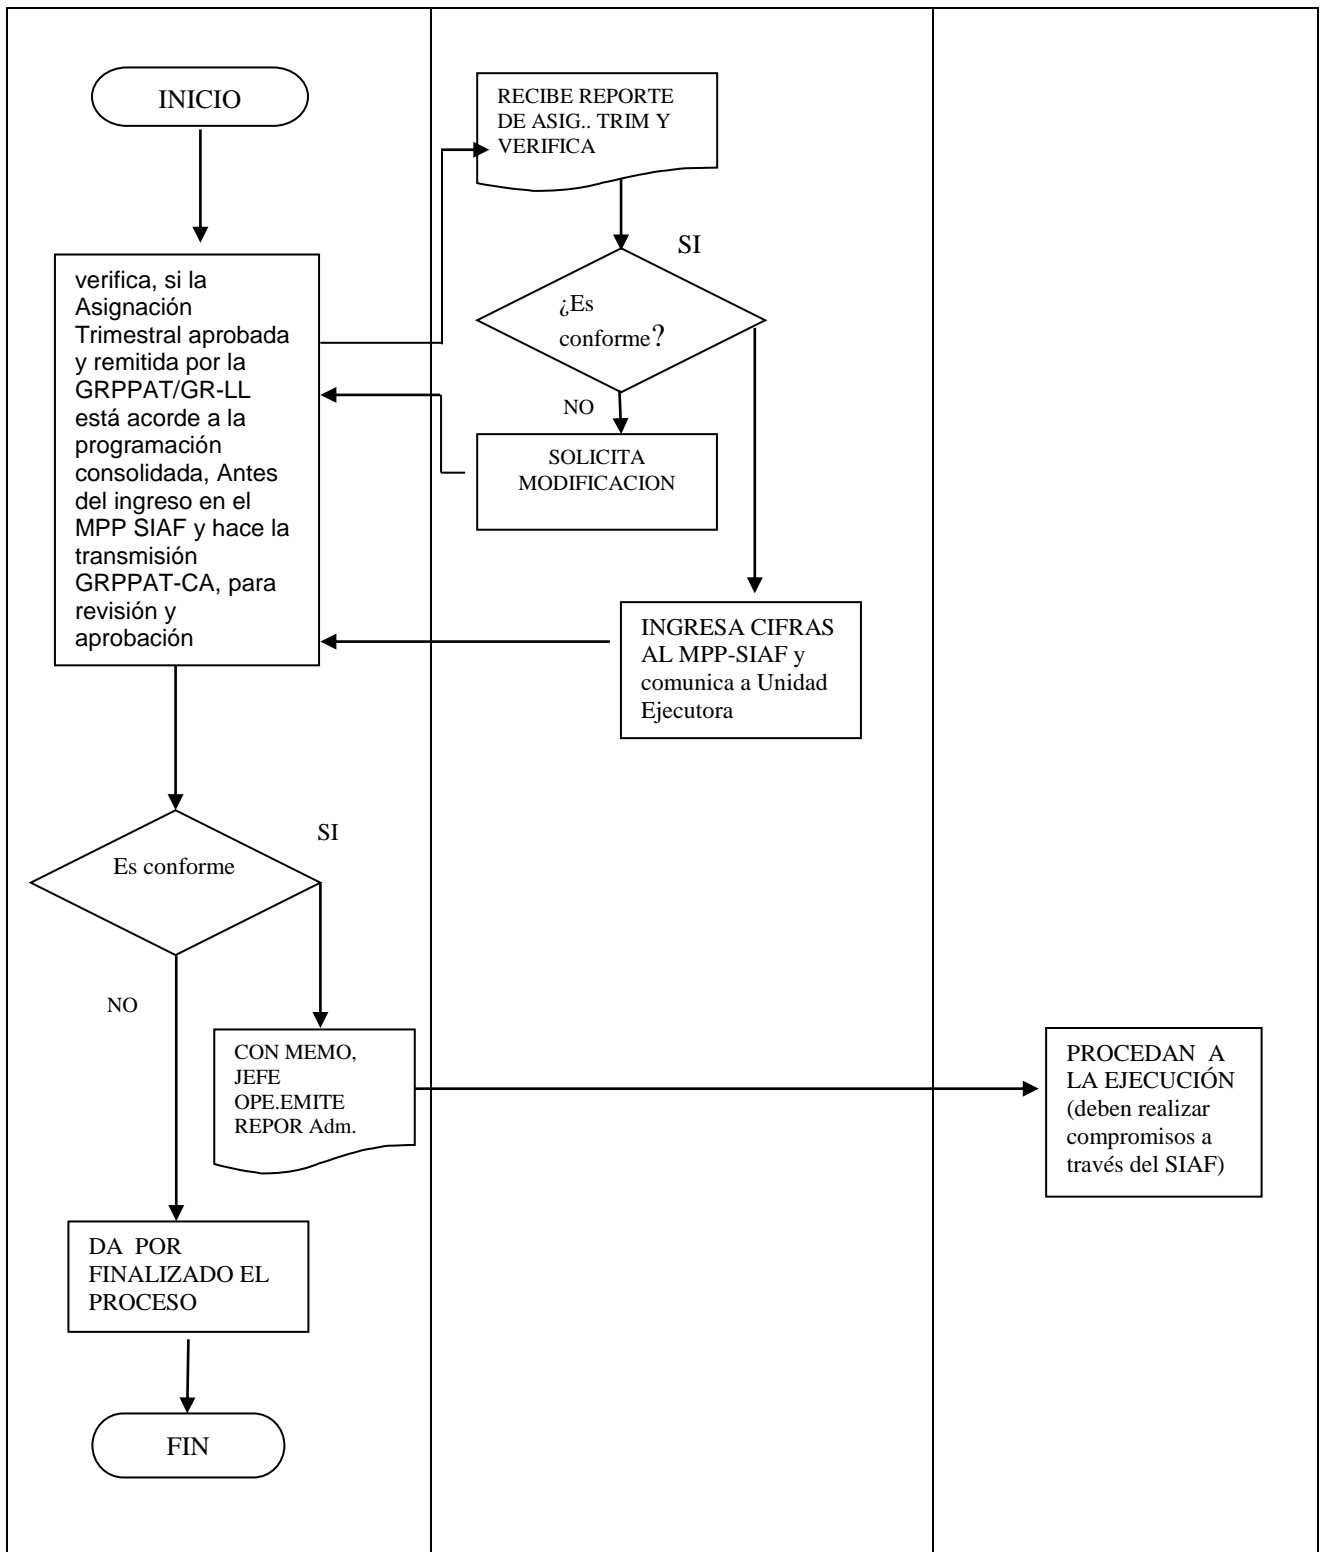 INICIO
verifica, si la
Asignación
Trimestral aprobada
y remitida por la
GRPPAT/GR-LL
está acorde a la
programación
consolidada, Antes
del ingreso en el
MPP SIAF y hace la
transmisión
GRPPAT-CA, para
revisión y
aprobación
Es conforme
SI
NO
CON MEMO,
JEFE
OPE.EMITE
REPOR Adm.
DA POR
FINALIZADO EL
PROCESO
FIN
RECIBE REPORTE
DE ASIG.. TRIM Y
VERIFICA
SI
¿Es
conforme?
NO
SOLICITA
MODIFICACION
INGRESA CIFRAS
AL MPP-SIAF y
comunica a Unidad
Ejecutora
PROCEDAN A
LA EJECUCIÓN
(deben realizar
compromisos a
través del SIAF)